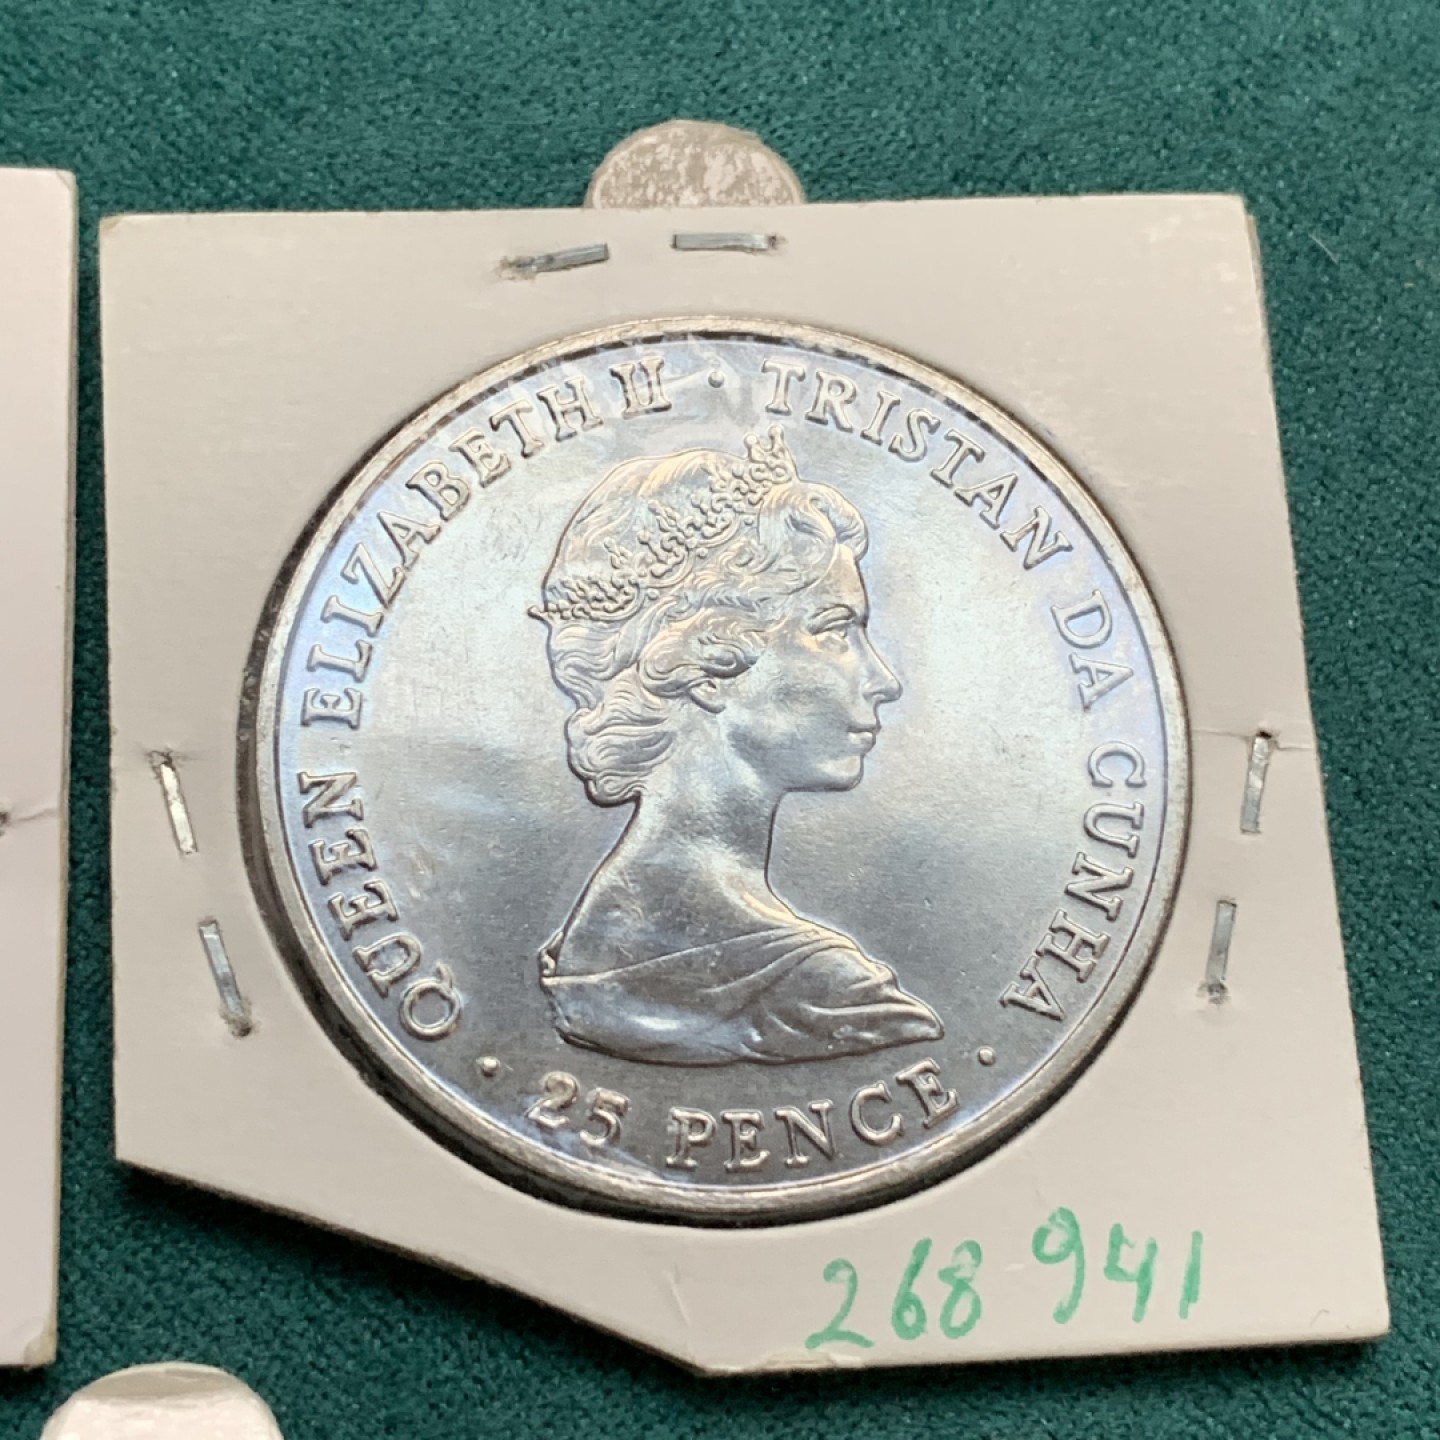 QUEEN ELIZABETH II · TRISTAN DA CUNHA
· 25 PENCE ·
268 941